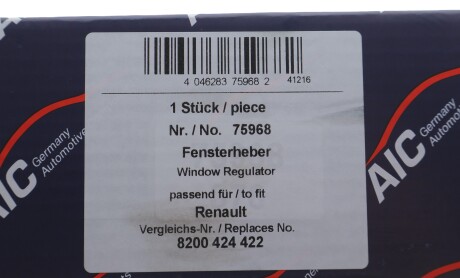 4 046283 75968 2 41216
1 Stück / piece
Nr. / No. 75968
Fensterheber
Window Regulator
passend für / to fit
Renault
Vergleichs-Nr. / Replaces No.
8200 424 422
AIC Germany
Automotive
AIC Germany
Automotive